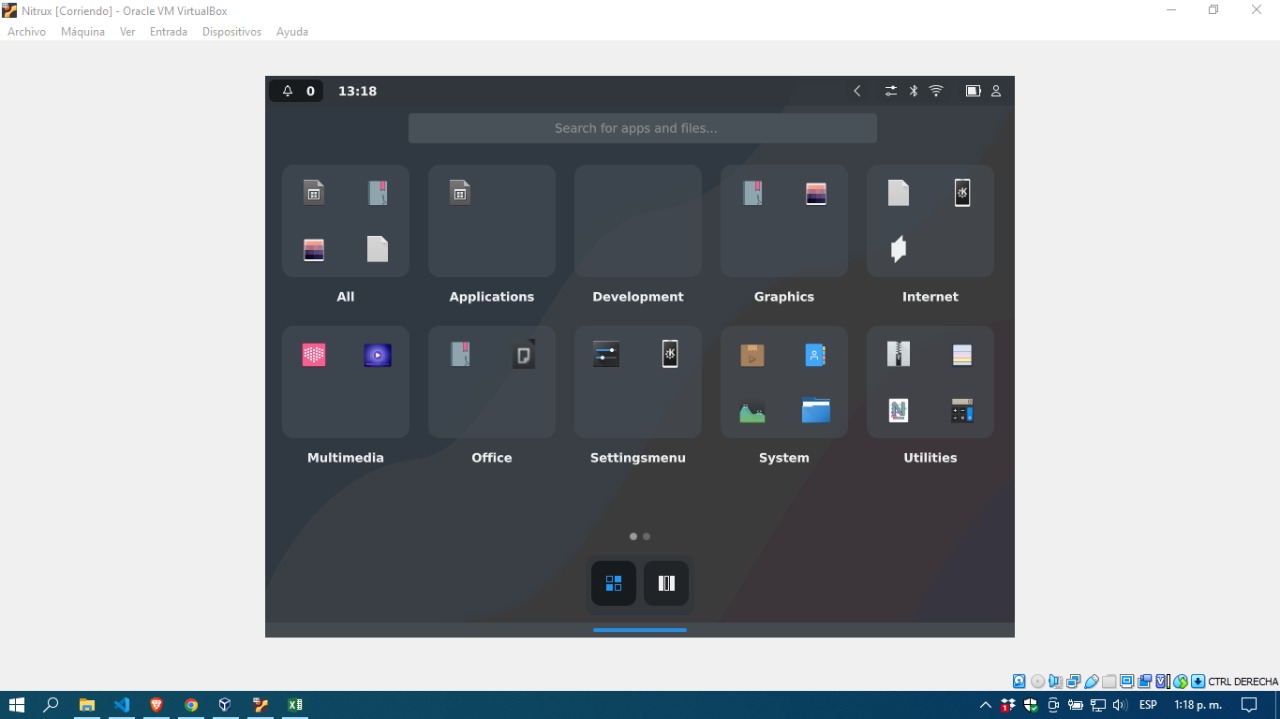 Nitrux [Corriendo] - Oracle VM VirtualBox
Archivo Máquina Ver Entrada Dispositivos Ayuda
0 13:18
Search for apps and files...
All Applications Development Graphics Internet
Multimedia Office Settingsmenu System Utilities
CTRL DERECHA
ESP 1:18 p. m.